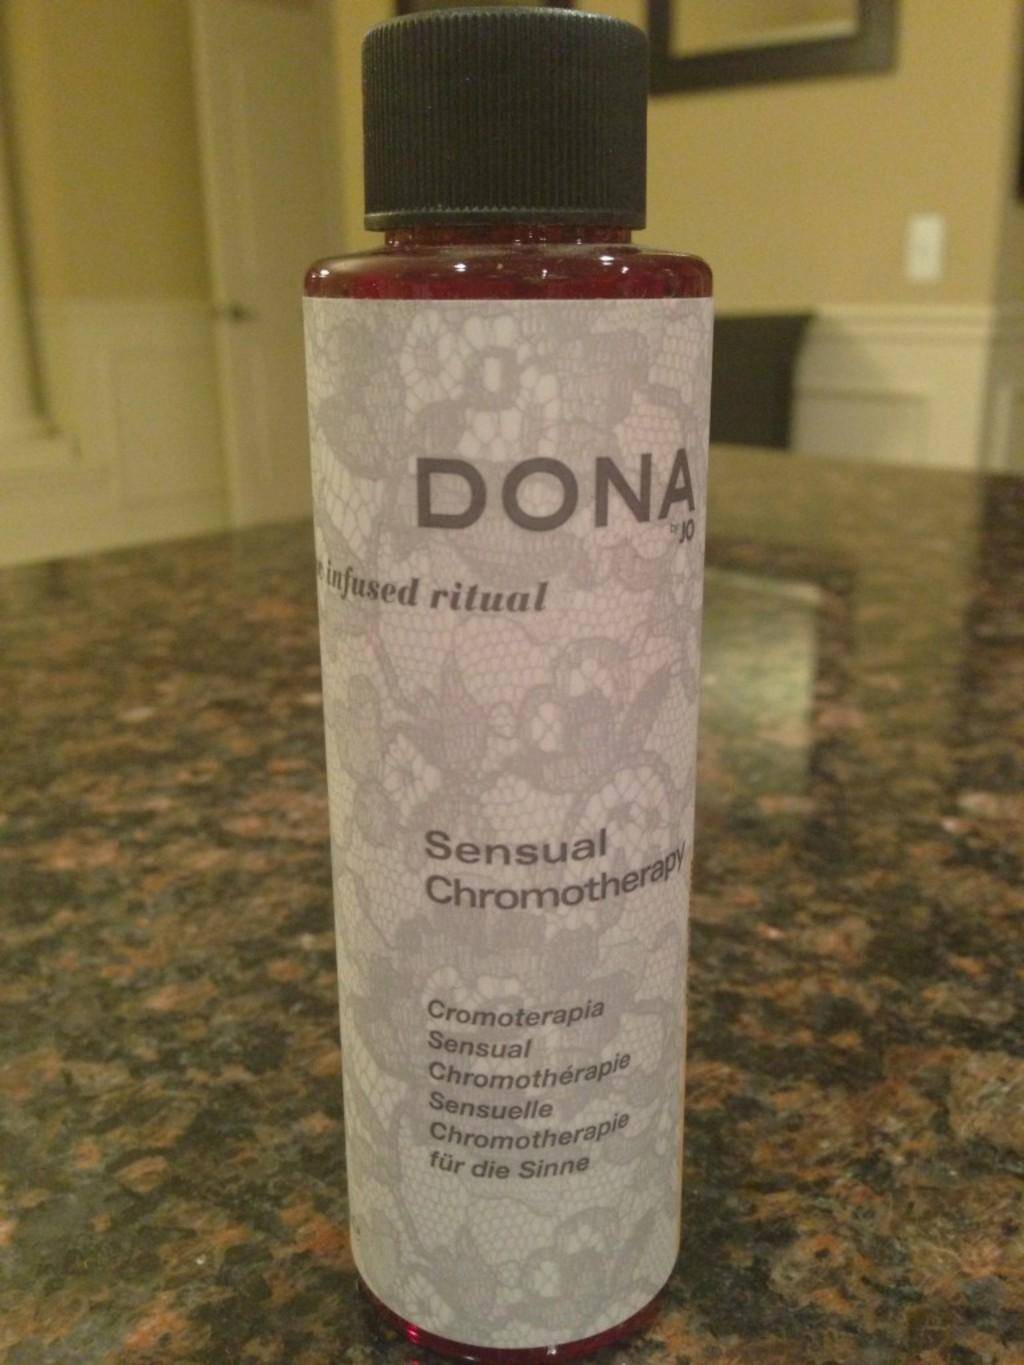 DONA
by JO
infused ritual
Sensual
Chromotherapy
Cromoterapia
Sensual
Chromothérapie
Sensuelle
Chromotherapie
für die Sinne